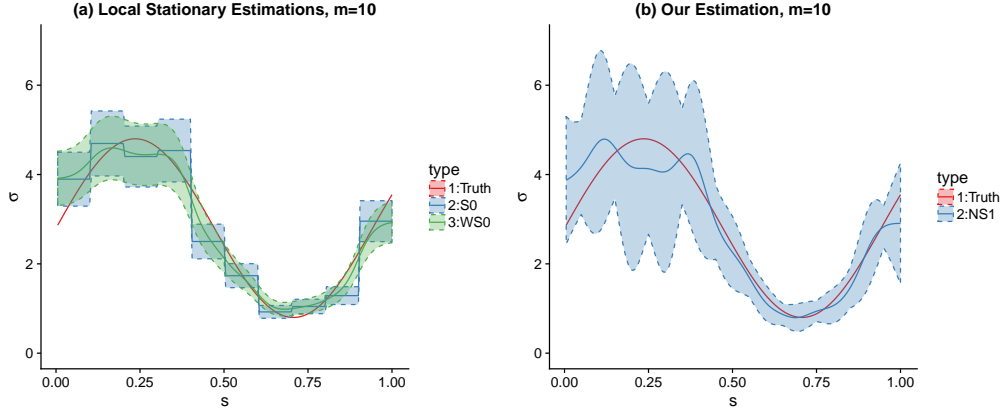 (a) Local Stationary Estimations, m=10
6
4
2
0
σ
0.00
0.25
0.50
0.75
1.00
s
type
1:Truth
2:S0
3:WS0
(b) Our Estimation, m=10
6
4
2
0
σ
0.00
0.25
0.50
0.75
1.00
s
type
1:Truth
2:NS1